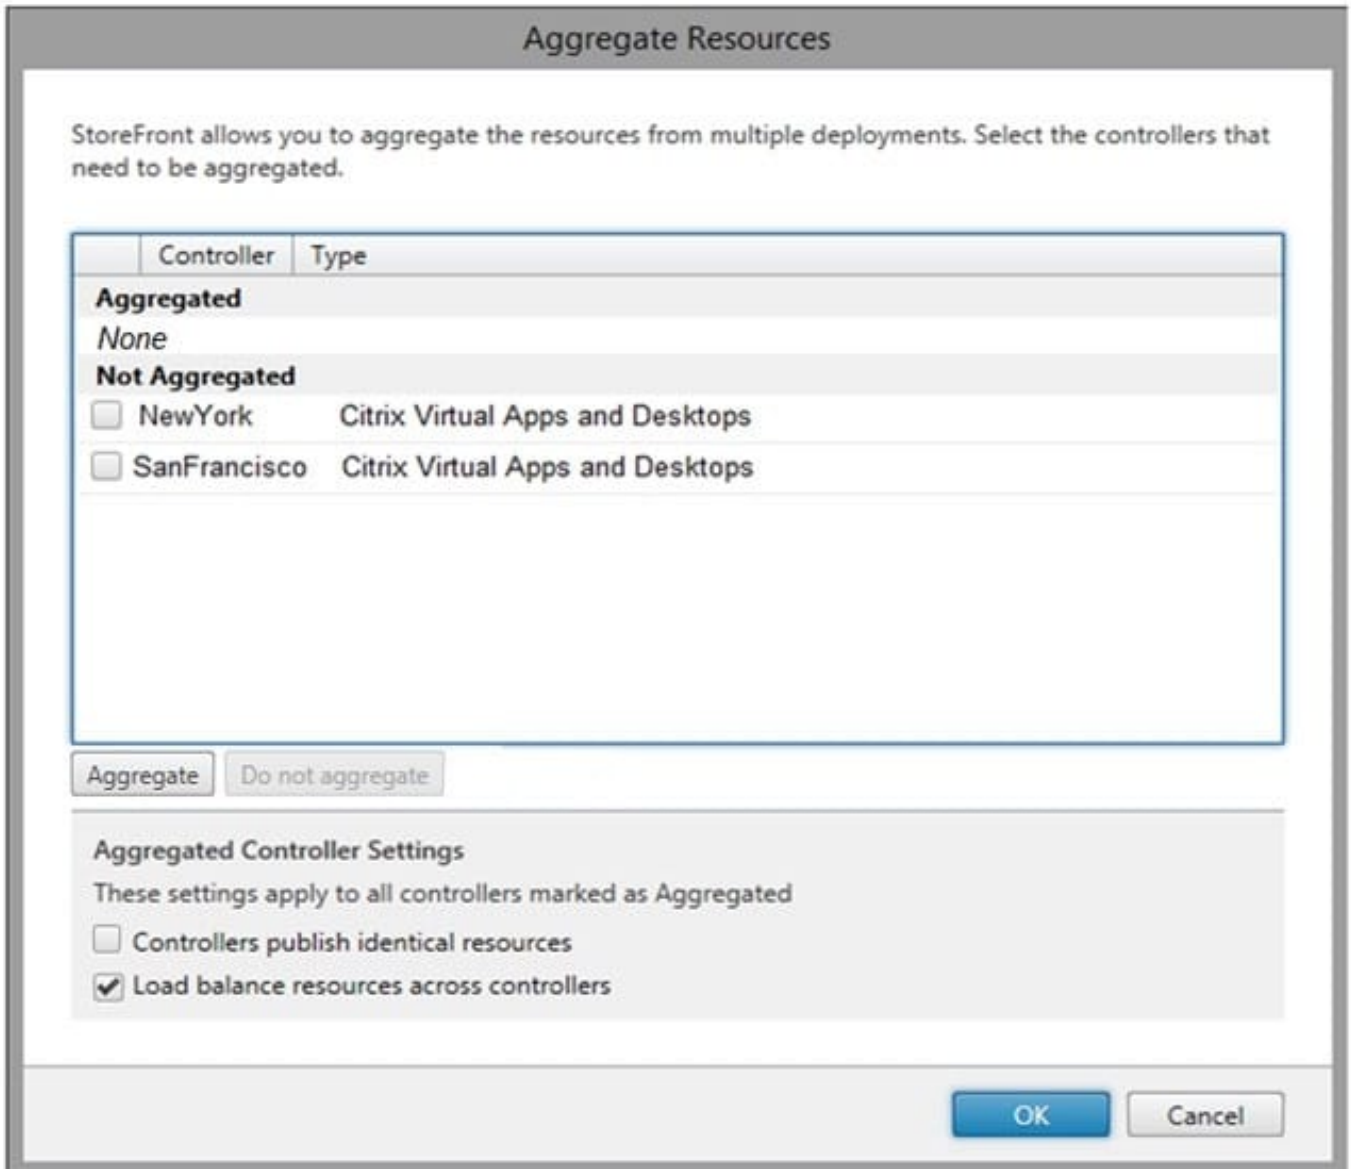 Aggregate Resources
StoreFront allows you to aggregate the resources from multiple deployments. Select the controllers that
need to be aggregated.
Controller Type
Aggregated
None
Not Aggregated
NewYork Citrix Virtual Apps and Desktops
SanFrancisco Citrix Virtual Apps and Desktops
Aggregate Do not aggregate
Aggregated Controller Settings
These settings apply to all controllers marked as Aggregated
Controllers publish identical resources
Load balance resources across controllers
OK Cancel